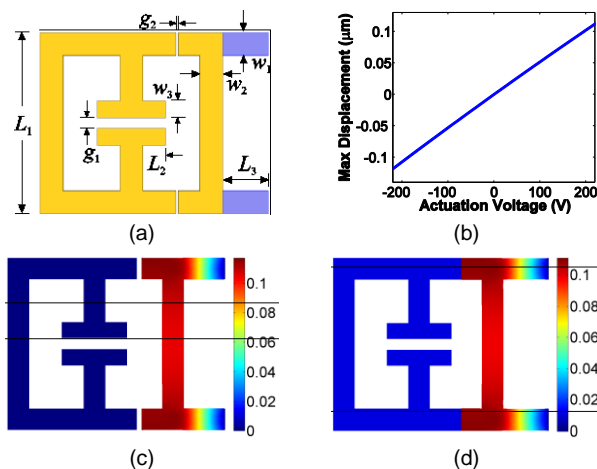 g2
w1
w3
w2
L1
g1
L2
L3
(a)
Max Displacement (μm)
0.1
0.05
0
-0.05
-0.1
-200 -100 0 100 200
Actuation Voltage (V)
(b)
0.1
0.08
0.06
0.04
0.02
0
(c)
0.1
0.08
0.06
0.04
0.02
0
(d)